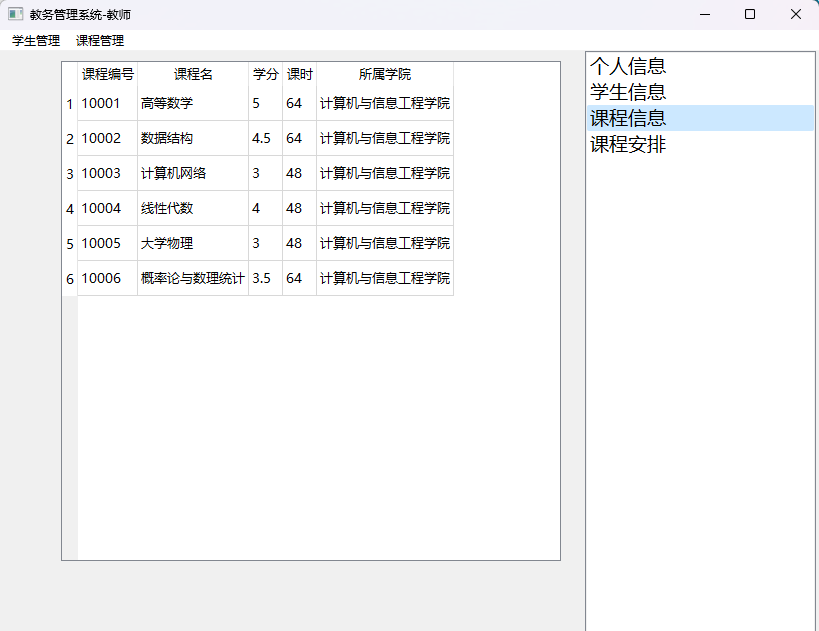 教务管理系统-教师
学生管理 课程管理
课程编号 课程名 学分 课时 所属学院
1 10001 高等数学 5 64 计算机与信息工程学院
2 10002 数据结构 4.5 64 计算机与信息工程学院
3 10003 计算机网络 3 48 计算机与信息工程学院
4 10004 线性代数 4 48 计算机与信息工程学院
5 10005 大学物理 3 48 计算机与信息工程学院
6 10006 概率论与数理统计 3.5 64 计算机与信息工程学院
个人信息
学生信息
课程信息
课程安排